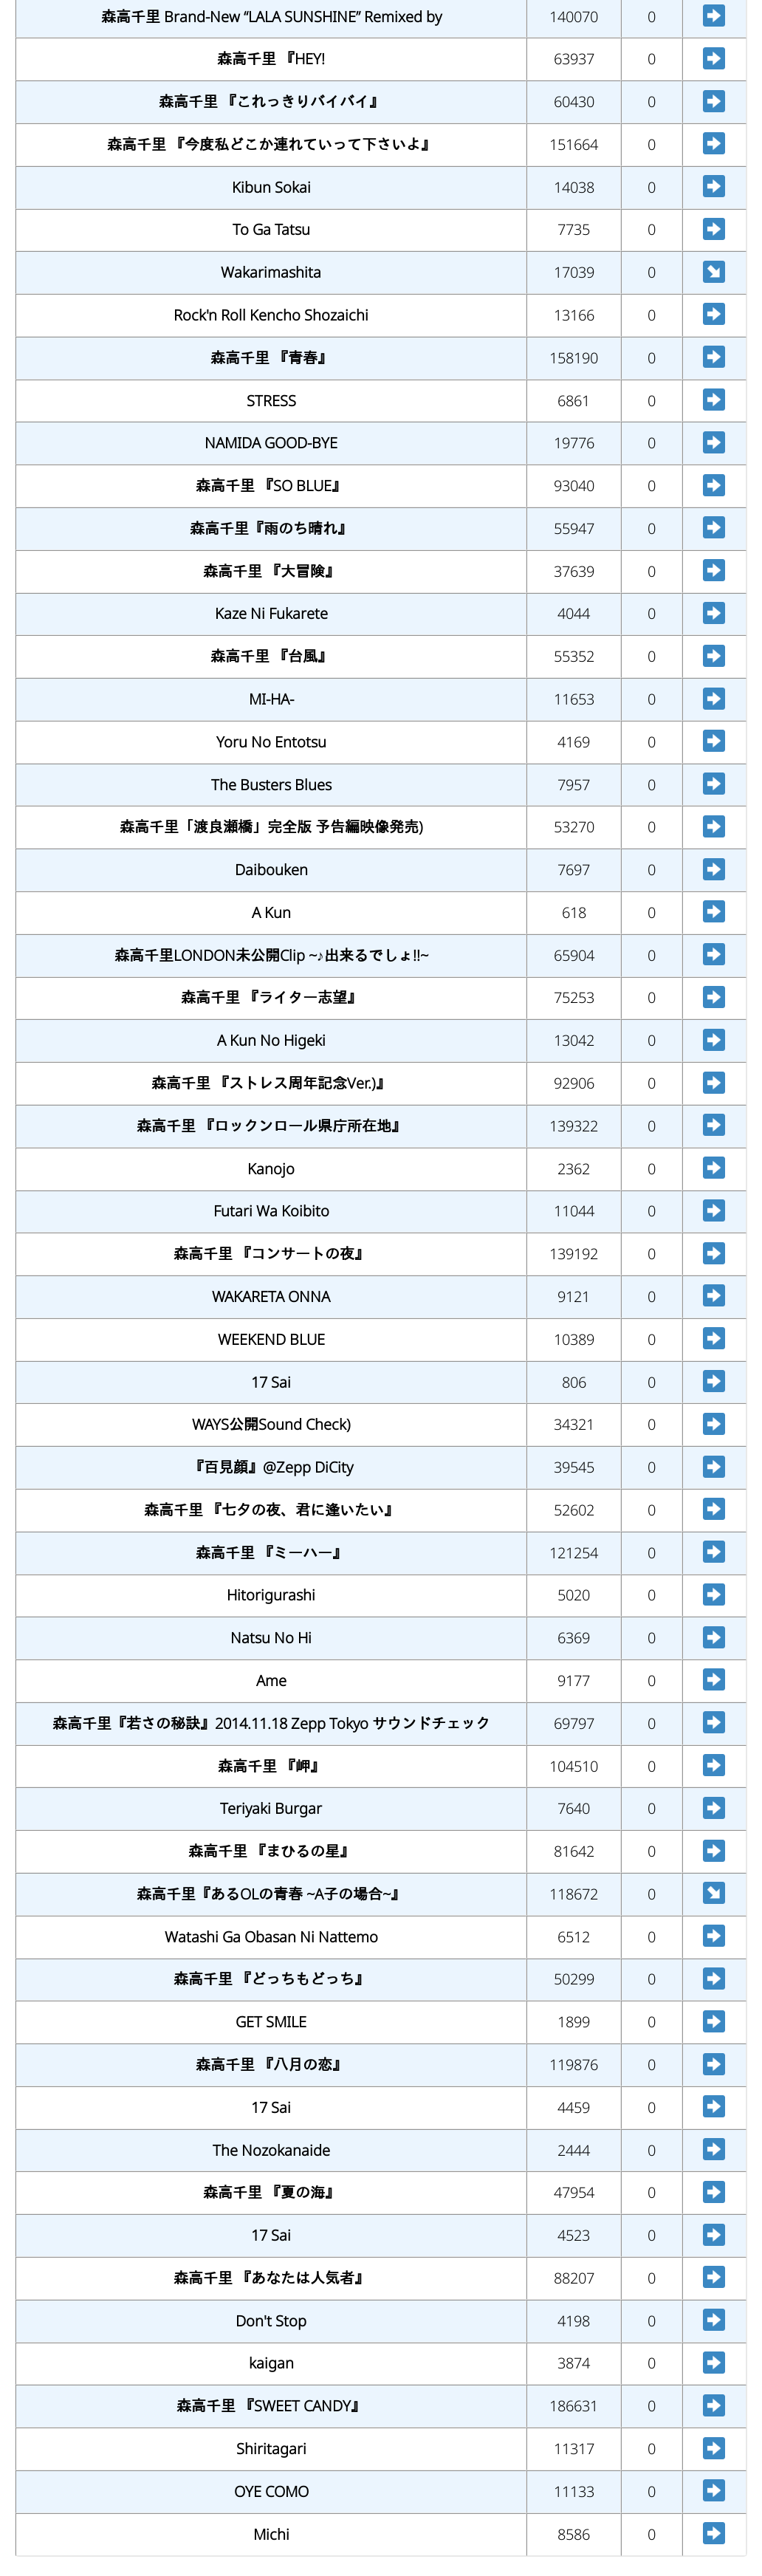 森高千里 Brand-New “LALA SUNSHINE” Remixed by 140070 0
森高千里 『HEY! 63937 0
森高千里 『これっきりバイバイ』 60430 0
森高千里 『今度私どこか連れていって下さいよ』 151664 0
Kibun Sokai 14038 0
To Ga Tatsu 7735 0
Wakarimashita 17039 0
Rock'n Roll Kencho Shozaichi 13166 0
森高千里 『青春』 158190 0
STRESS 6861 0
NAMIDA GOOD-BYE 19776 0
森高千里 『SO BLUE』 93040 0
森高千里『雨のち晴れ』 55947 0
森高千里 『大冒険』 37639 0
Kaze Ni Fukarete 4044 0
森高千里 『台風』 55352 0
MI-HA- 11653 0
Yoru No Entotsu 4169 0
The Busters Blues 7957 0
森高千里「渡良瀬橋」完全版 予告編映像発売) 53270 0
Daibouken 7697 0
A Kun 618 0
森高千里LONDON未公開Clip ~♪出来るでしょ!!~ 65904 0
森高千里 『ライター志望』 75253 0
A Kun No Higeki 13042 0
森高千里 『ストレス周年記念Ver.)』 92906 0
森高千里 『ロックンロール県庁所在地』 139322 0
Kanojo 2362 0
Futari Wa Koibito 11044 0
森高千里 『コンサートの夜』 139192 0
WAKARETA ONNA 9121 0
WEEKEND BLUE 10389 0
17 Sai 806 0
WAYS公開Sound Check) 34321 0
『百見顔』@Zepp DiCity 39545 0
森高千里 『七夕の夜、君に逢いたい』 52602 0
森高千里 『ミーハー』 121254 0
Hitorigurashi 5020 0
Natsu No Hi 6369 0
Ame 9177 0
森高千里『若さの秘訣』2014.11.18 Zepp Tokyo サウンドチェック 69797 0
森高千里 『岬』 104510 0
Teriyaki Burgar 7640 0
森高千里 『まひるの星』 81642 0
森高千里『あるOLの青春 ~A子の場合~』 118672 0
Watashi Ga Obasan Ni Nattemo 6512 0
森高千里 『どっちもどっち』 50299 0
GET SMILE 1899 0
森高千里 『八月の恋』 119876 0
17 Sai 4459 0
The Nozokanaide 2444 0
森高千里 『夏の海』 47954 0
17 Sai 4523 0
森高千里 『あなたは人気者』 88207 0
Don't Stop 4198 0
kaigan 3874 0
森高千里 『SWEET CANDY』 186631 0
Shiritagari 11317 0
OYE COMO 11133 0
Michi 8586 0